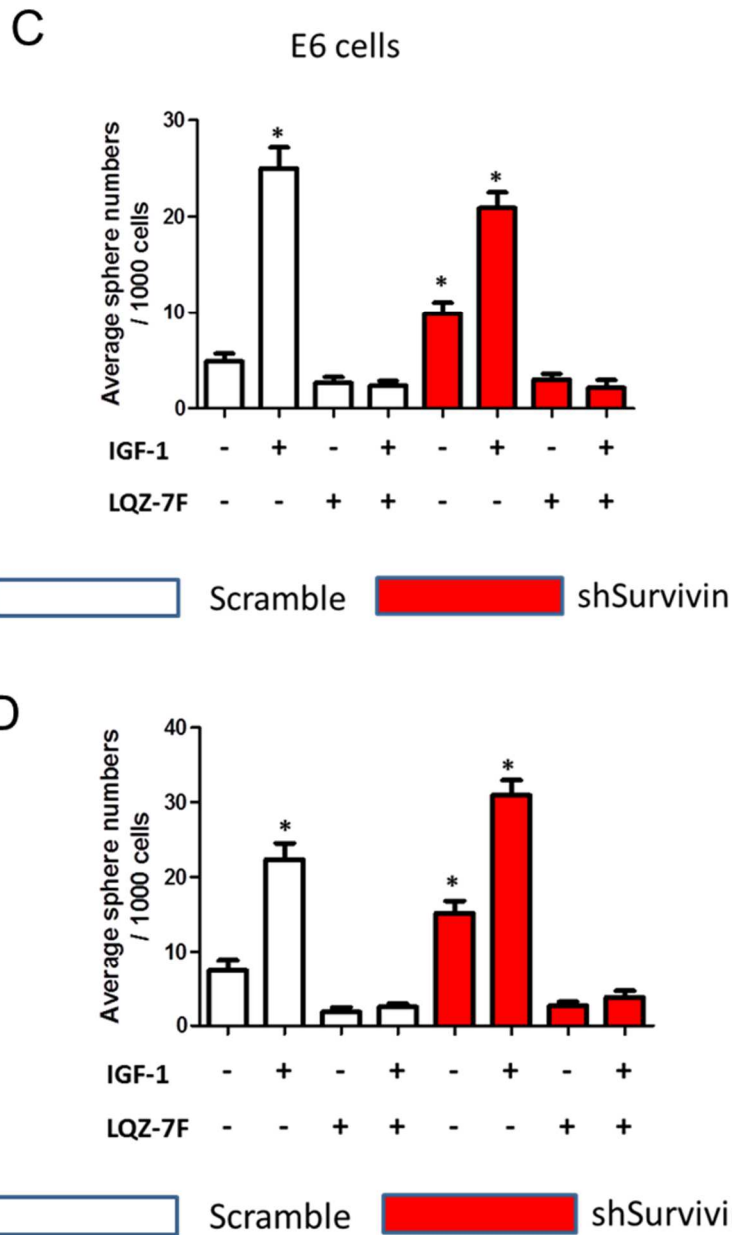 C
E6 cells
Average sphere numbers
/ 1000 cells
30
20
10
0
* * *
IGF-1 - + - + - + - +
LQZ-7F - - + + - - + +
Scramble shSurvivin
D
Average sphere numbers
/ 1000 cells
40
30
20
10
0
* * *
IGF-1 - + - + - + - +
LQZ-7F - - + + - - + +
Scramble shSurvivi